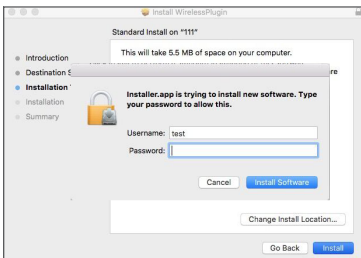 Install WirelessPlugin
Standard Install on "111"
This will take 5.5 MB of space on your computer.
Introduction
Destination S
re
Installation
Installer.app is trying to install new software. Type
your password to allow this.
Installation
Summary
Username: test
Password:
Cancel
Install Software
Change Install Location...
Go Back
Install